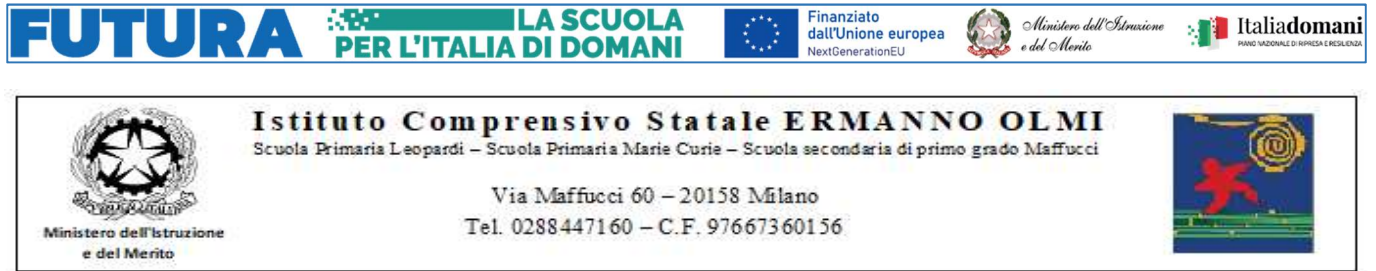 FUTURA
LA SCUOLA
PER L'ITALIA DI DOMANI
Finanziato
dall'Unione europea
NextGenerationEU
Ministero dell'Istruzione
e del Merito
Italiadomani
PIANO NAZIONALE DI RIPRESA E RESILIENZA
Istituto Comprensivo Statale ERMANNO OLMI
Scuola Primaria Leopardi – Scuola Primaria Marie Curie – Scuola secondaria di primo grado Maffucci
Via Maffucci 60 – 20158 Milano
Tel. 0288447160 – C.F. 97667360156
Ministero dell'Istruzione
e del Merito